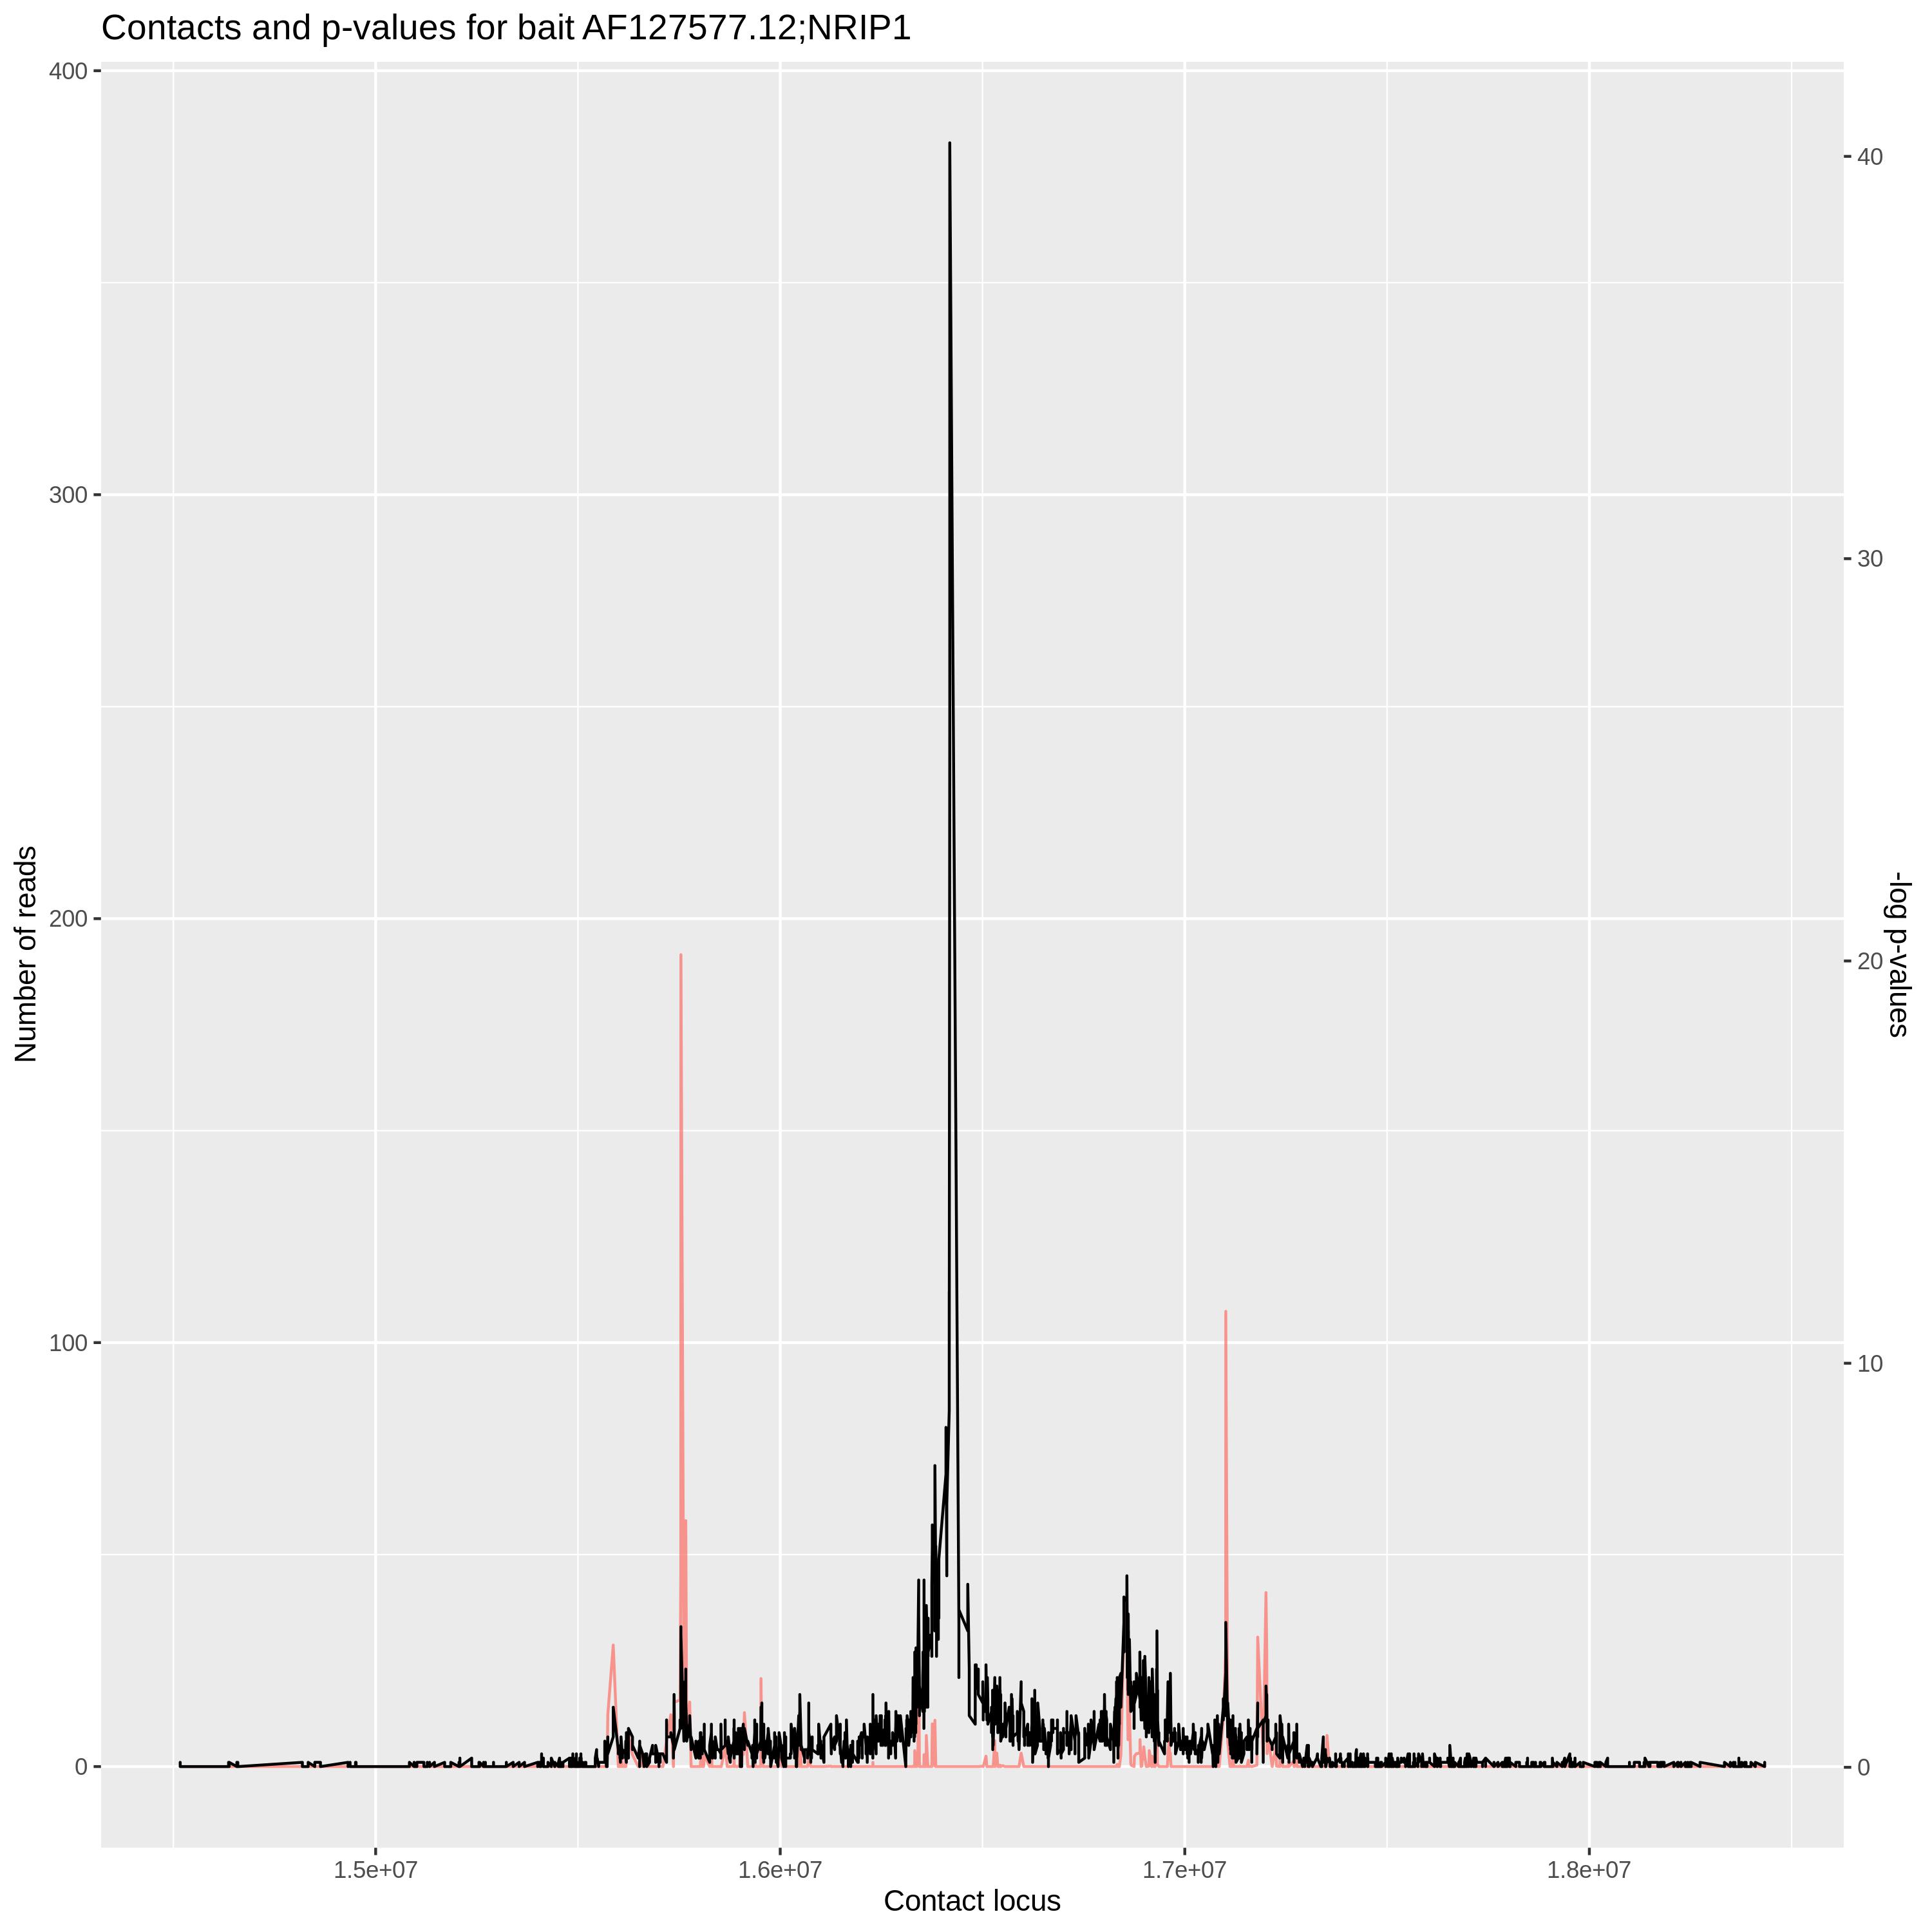 Contacts and p-values for bait AF127577.12;NRIP1
400
300
200
100
0
Number of reads
40
30
20
10
0
-log p-values
1.5e+07
1.6e+07
1.7e+07
1.8e+07
Contact locus